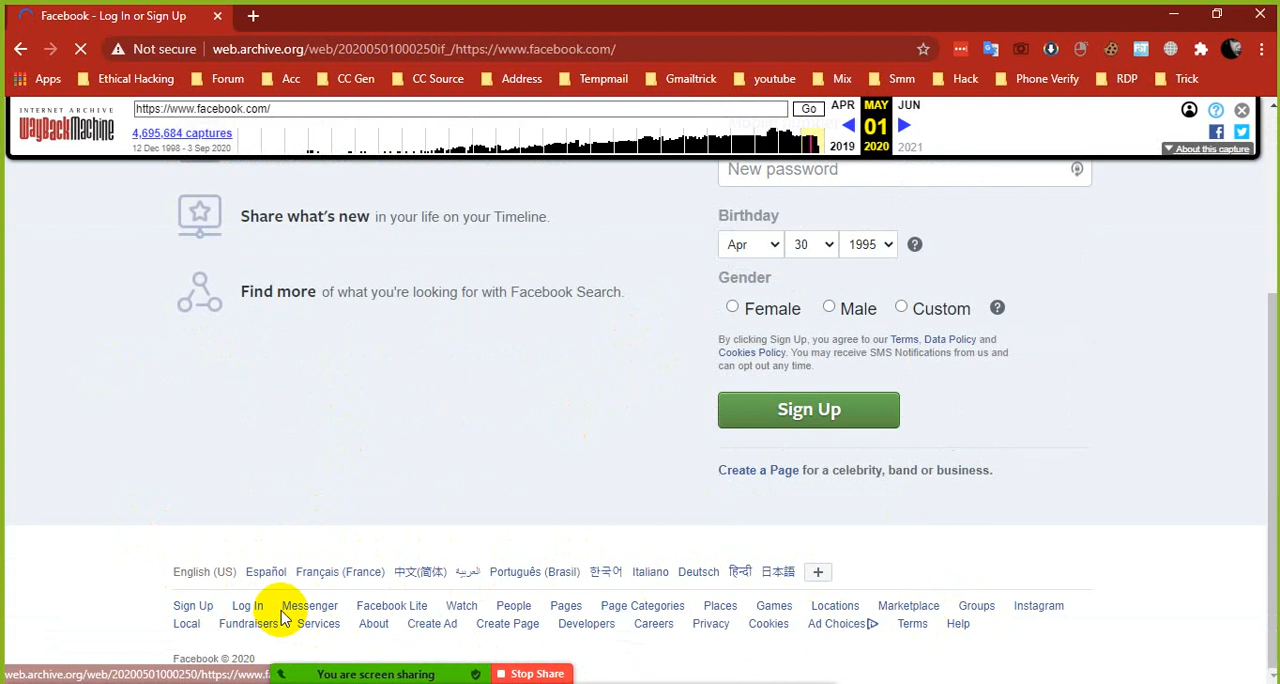 Facebook - Log In or Sign Up
Not secure web.archive.org/web/20200501000250if_/https://www.facebook.com/
Apps Ethical Hacking Forum Acc CC Gen CC Source Address Tempmail Gmailtrick youtube Mix Smm Hack Phone Verify RDP Trick
INTERNET ARCHIVE
WayBackMachine
https://www.facebook.com/ Go
4,695,684 captures
12 Dec 1998 - 3 Sep 2020
APR MAY JUN
01
2019 2020 2021
About this capture
New password
Share what's new in your life on your Timeline.
Birthday
Apr 30 1995
Gender
Find more of what you're looking for with Facebook Search.
Female Male Custom
By clicking Sign Up, you agree to our Terms, Data Policy and
Cookies Policy. You may receive SMS Notifications from us and
can opt out any time.
Sign Up
Create a Page for a celebrity, band or business.
English (US) Español Français (France) 中文(简体) العربية Português (Brasil) 한국어 Italiano Deutsch हिन्दी 日本語
Sign Up Log In Messenger Facebook Lite Watch People Pages Page Categories Places Games Locations Marketplace Groups Instagram
Local Fundraisers Services About Create Ad Create Page Developers Careers Privacy Cookies Ad Choices Terms Help
Facebook © 2020
web.archive.org/web/20200501000250/https://www.f
You are screen sharing Stop Share